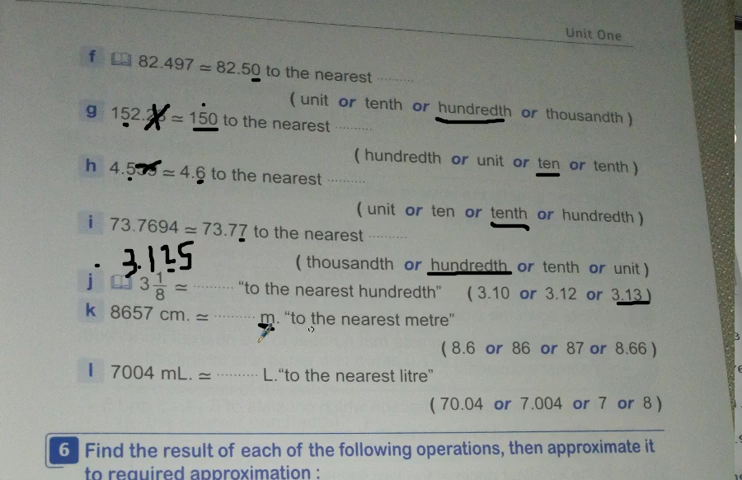 Unit One
f 82.497 ≃ 82.50 to the nearest ........
( unit or tenth or hundredth or thousandth )
g 152. ≃ 150 to the nearest ..........
( hundredth or unit or ten or tenth )
h 4.5 ≃ 4.6 to the nearest ..........
( unit or ten or tenth or hundredth )
i 73.7694 ≃ 73.77 to the nearest ........
( thousandth or hundredth or tenth or unit )
3.125
j 3 1/8 ≃ ......... "to the nearest hundredth" ( 3.10 or 3.12 or 3.13 )
k 8657 cm. ≃ ......... m. "to the nearest metre"
( 8.6 or 86 or 87 or 8.66 )
l 7004 mL. ≃ ......... L. "to the nearest litre"
( 70.04 or 7.004 or 7 or 8 )
6 Find the result of each of the following operations, then approximate it
to required approximation :